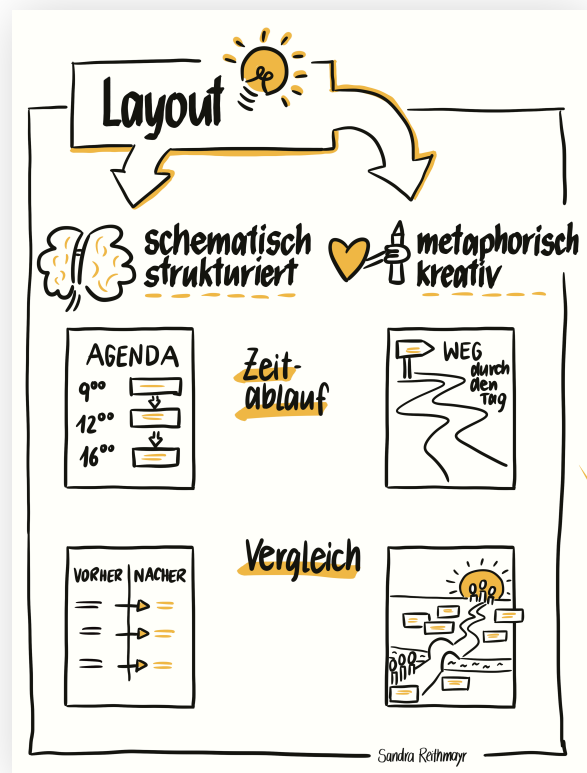 Layout
schematisch
strukturiert
metaphorisch
kreativ
AGENDA
9⁰⁰
12⁰⁰
16⁰⁰
Zeit-
ablauf
WEG
durch
den
Tag
VORHER NACHER
Vergleich
Sandra Reithmayr